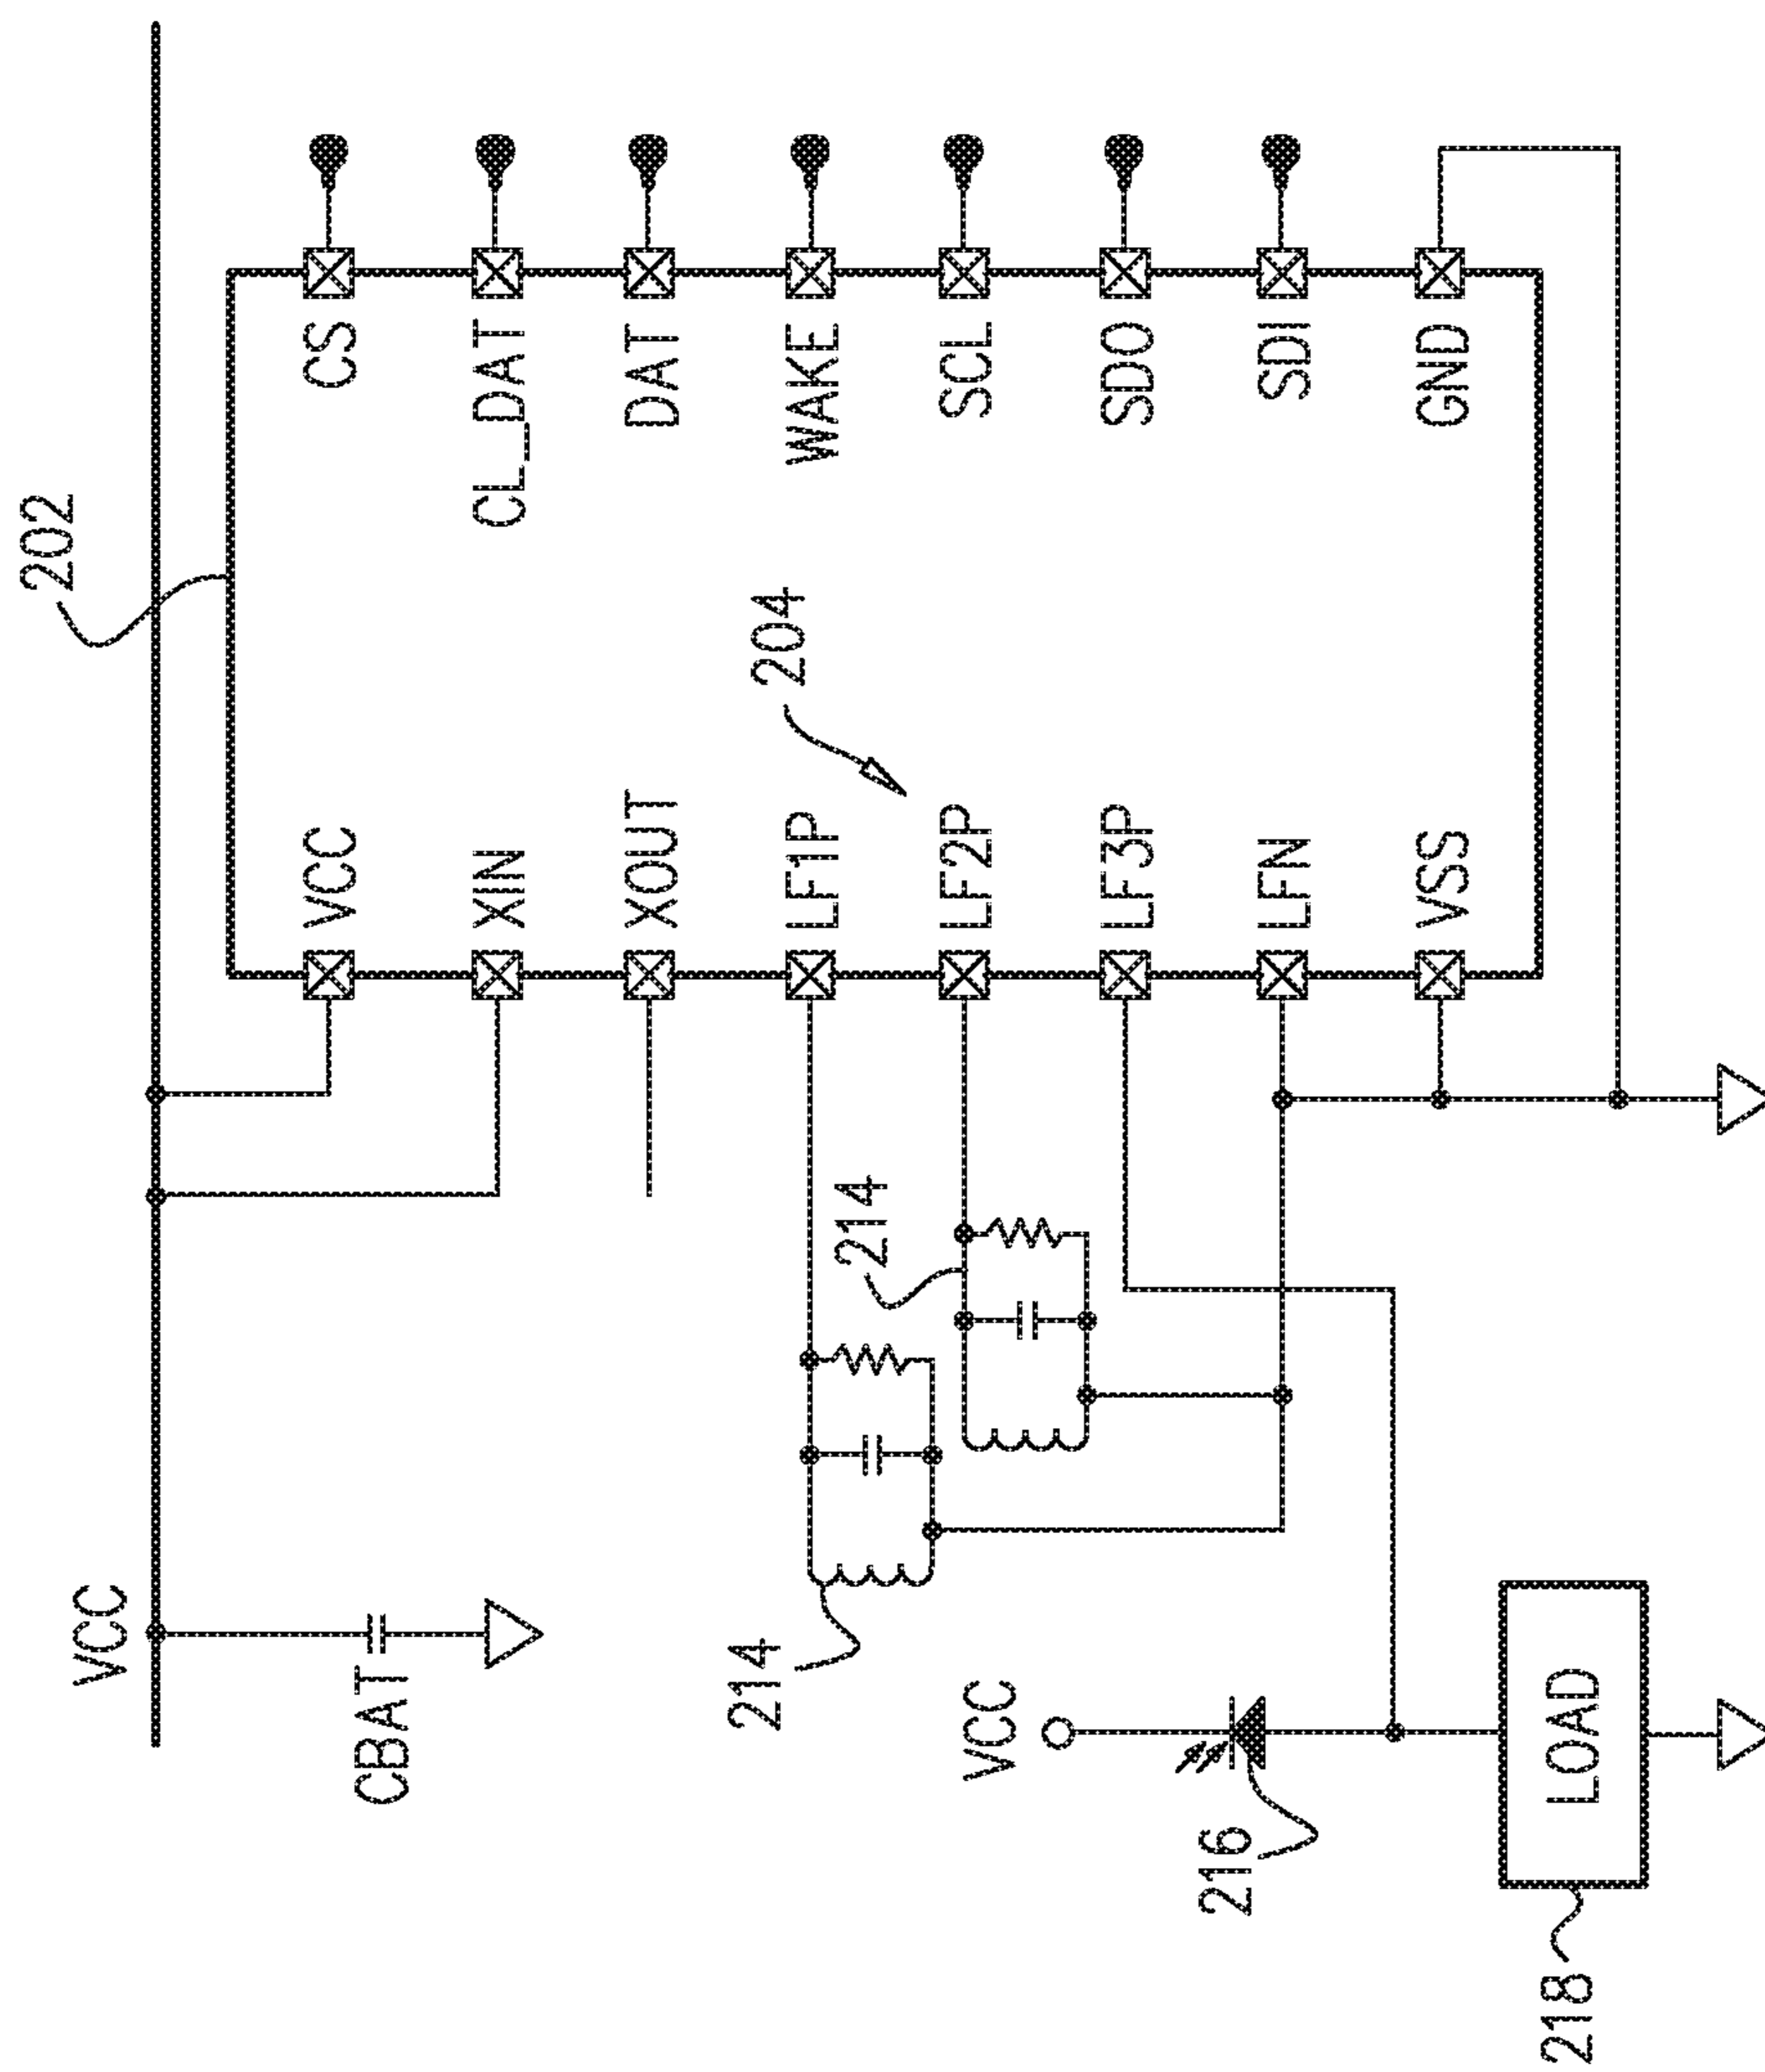 VCC
CBAT
202
VCC
XIN
XOUT
LF1P
LF2P
LF3P
LFN
VSS
204
CS
CL_DAT
DAT
WAKE
SCL
SDO
SDI
GND
214
214
VCC
216
LOAD
218